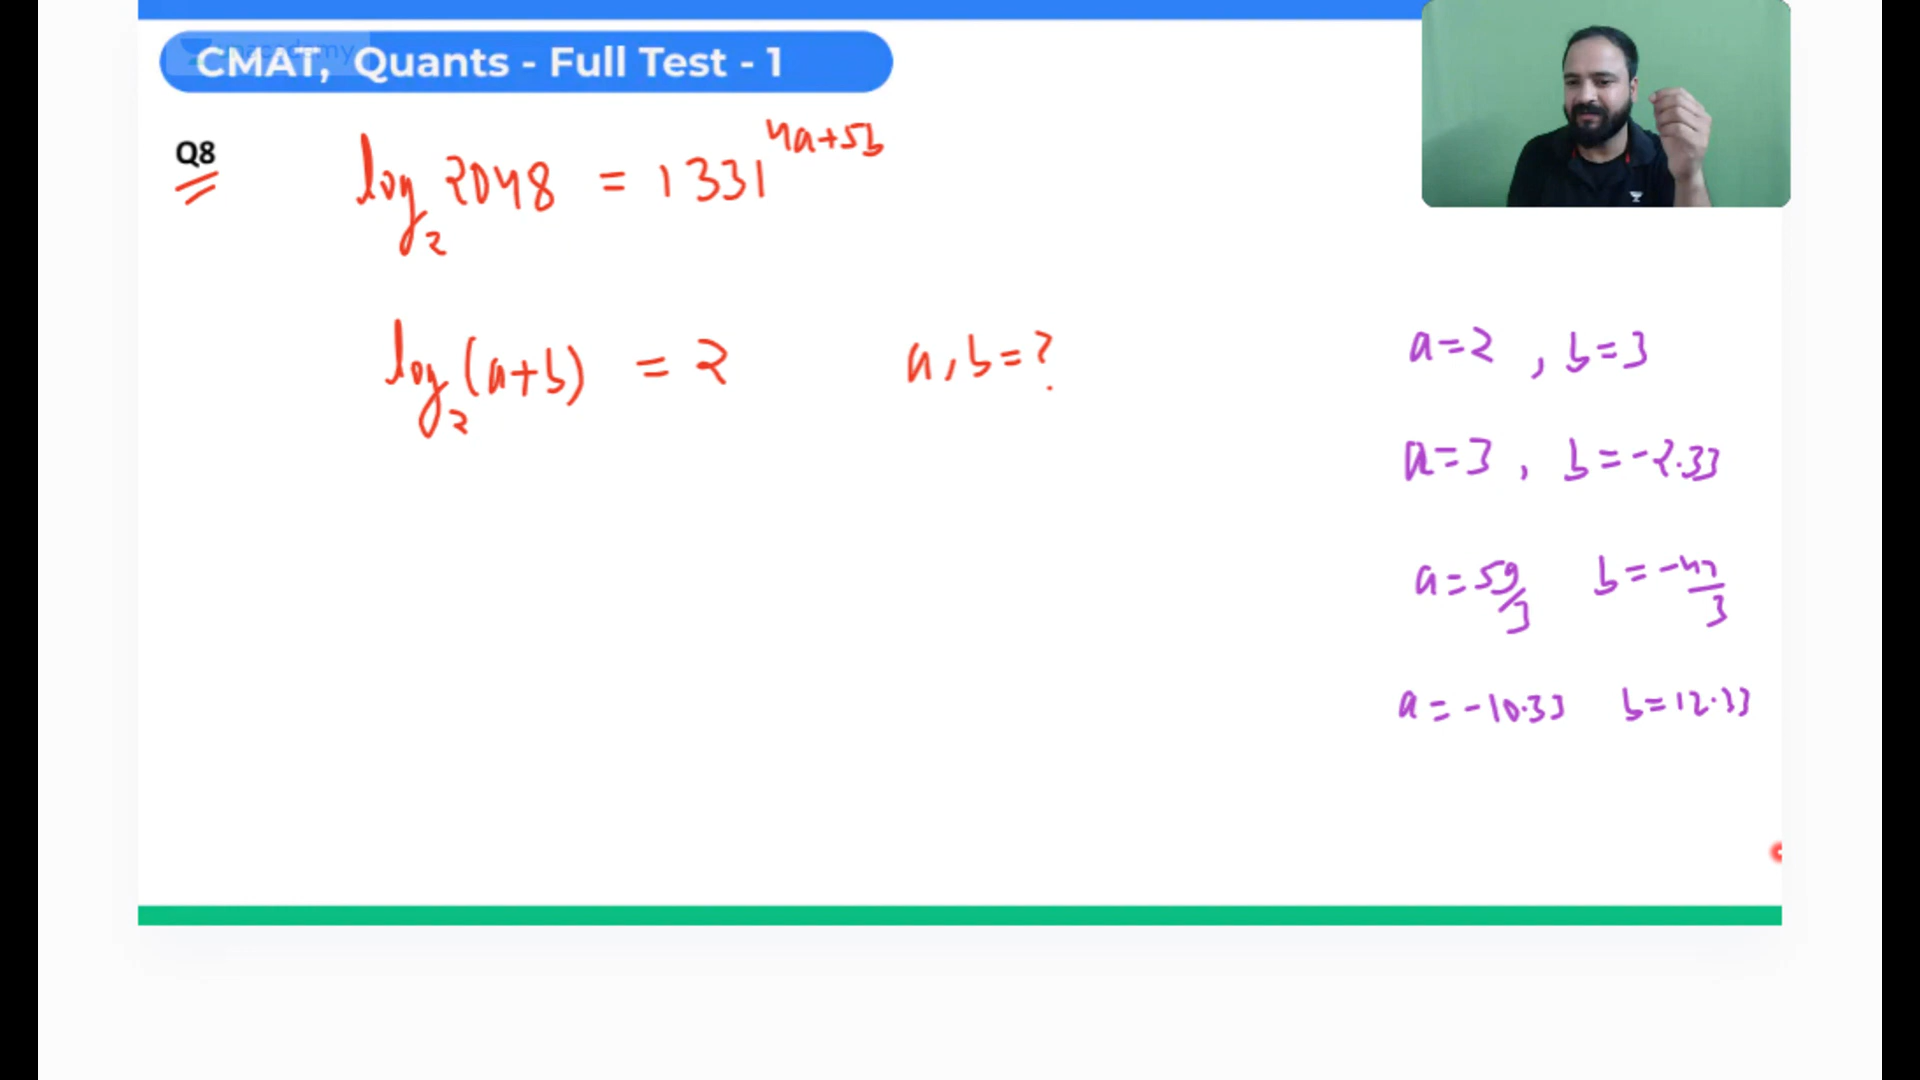 CMAT, Quants - Full Test - 1
Q8
log₂ 2048 = 1331^(4a+5b)
log₂ (a+b) = 2 a, b = ?
a=2 , b=3
a=3 , b=-2.33
a=59/3 b=-47/3
a=-10.33 b=12.33